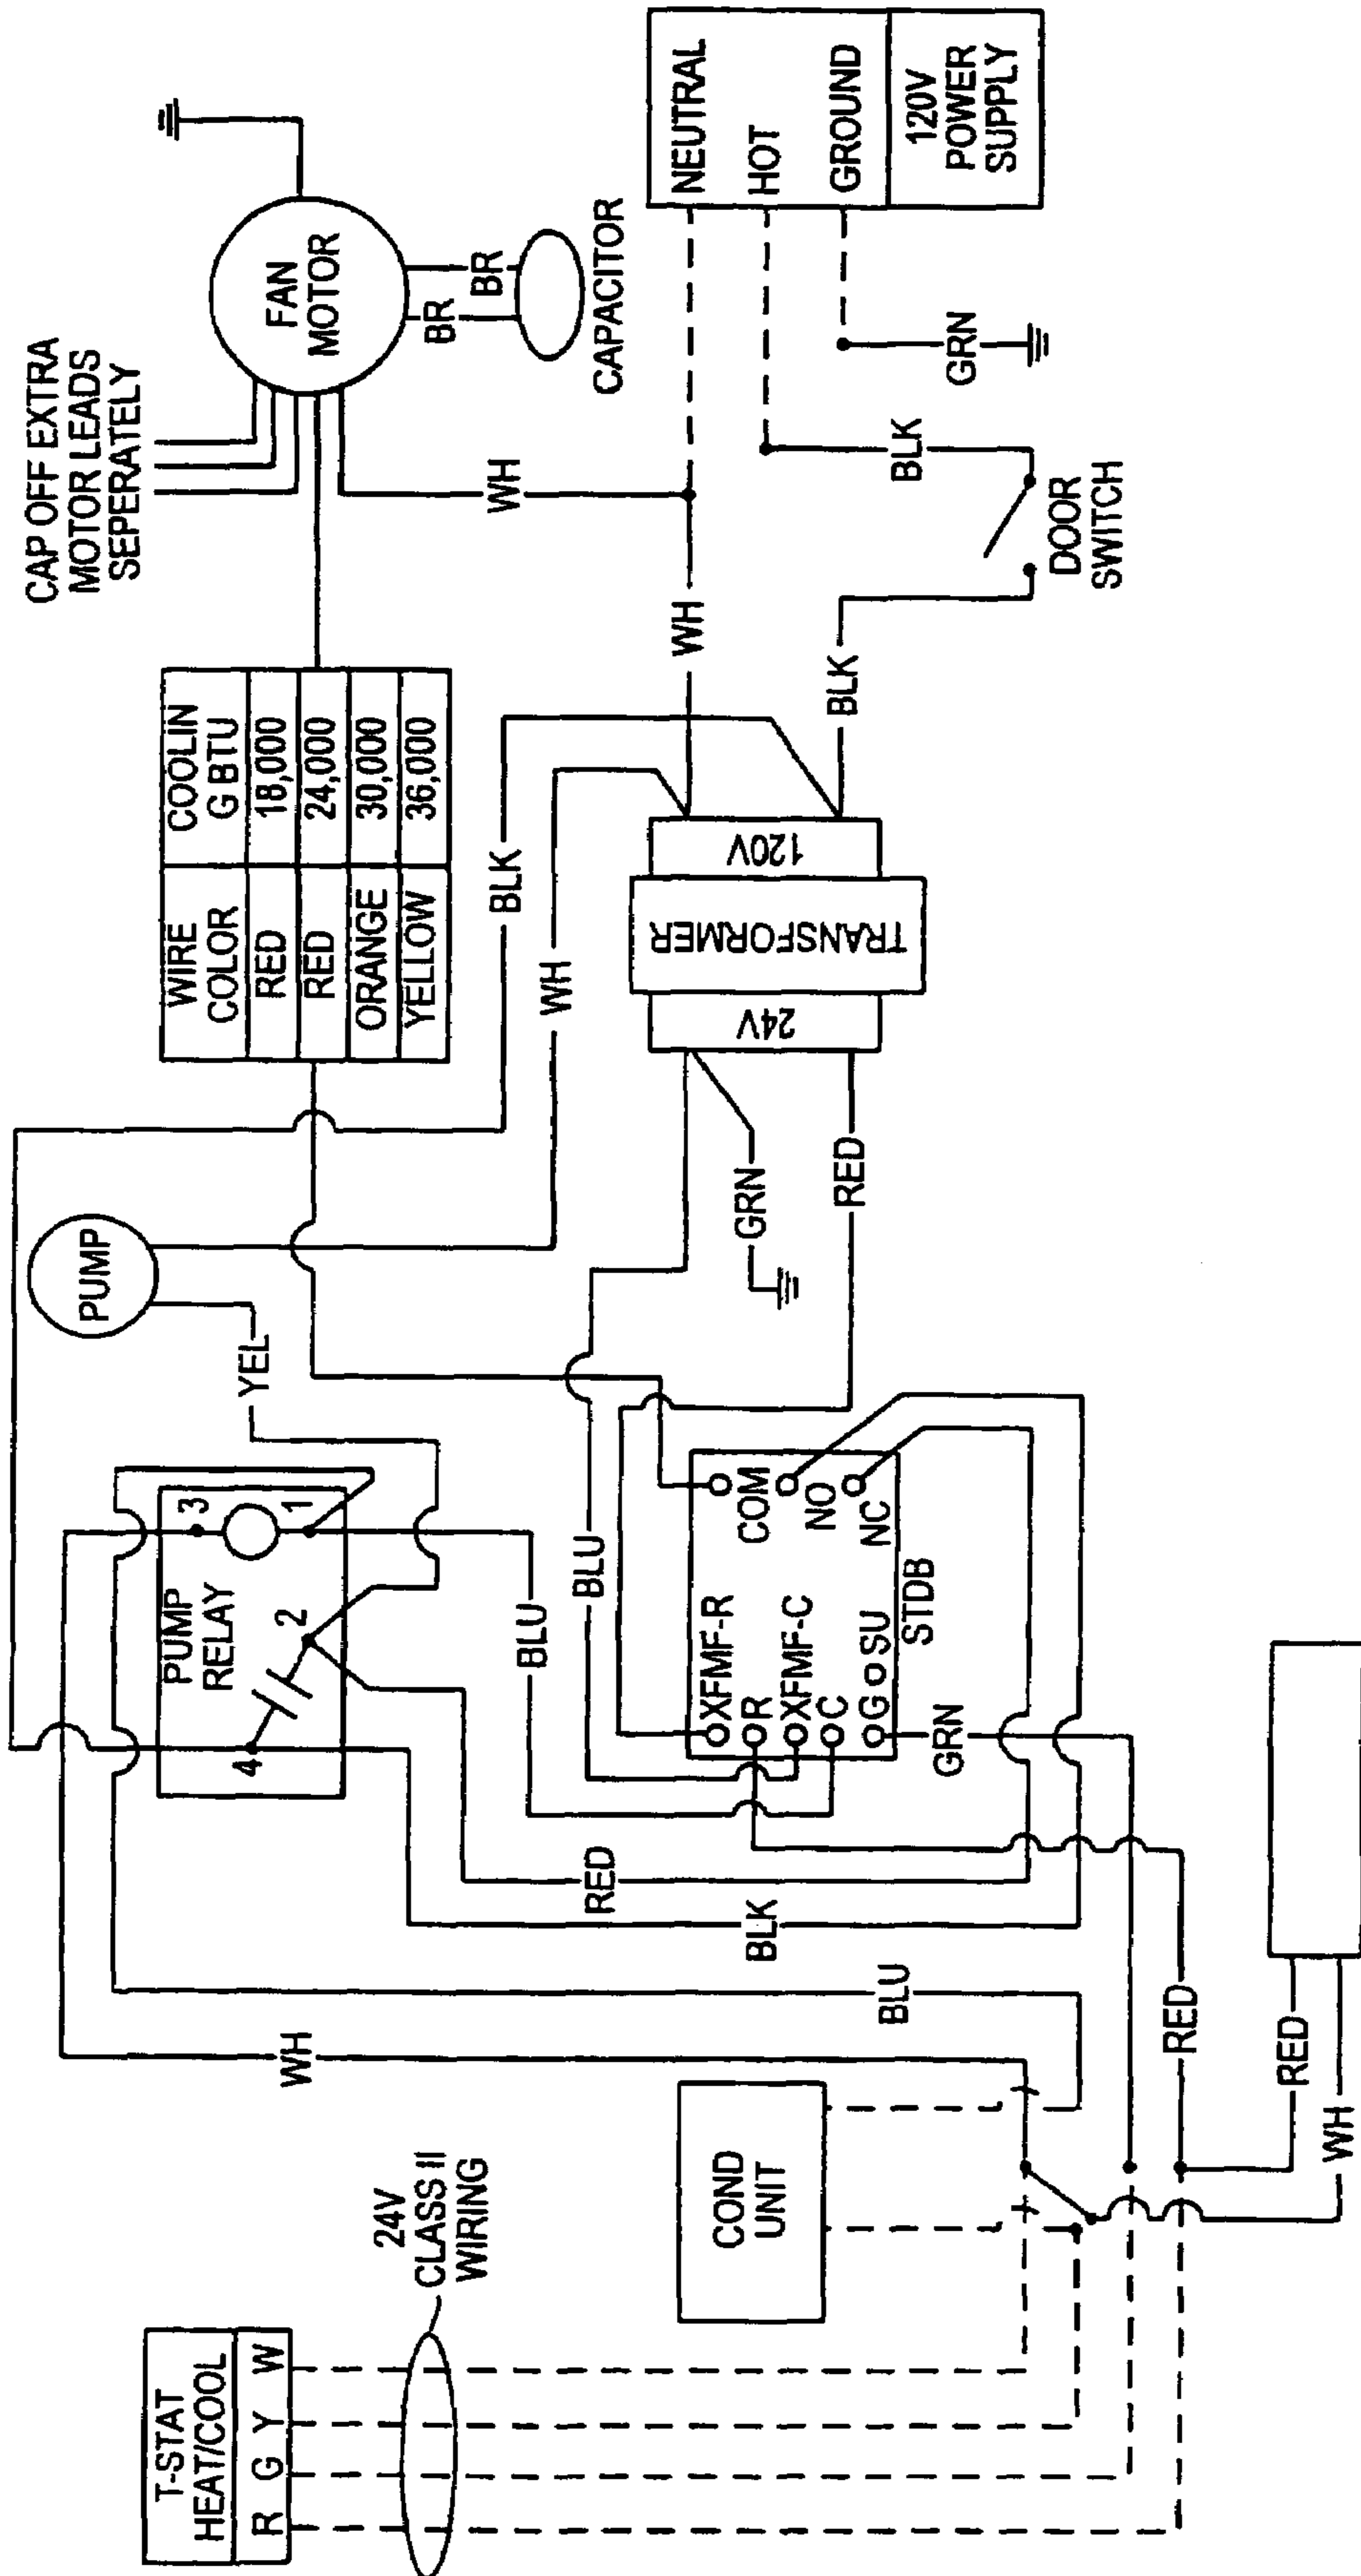 CAP OFF EXTRA
MOTOR LEADS
SEPERATELY
FAN
MOTOR
BR
BR
CAPACITOR
NEUTRAL
HOT
GROUND
120V
POWER
SUPPLY
GRN
BLK
DOOR
SWITCH
BLK
WH
WH
WIRE
COLOR
COOLIN
G BTU
RED
18,000
RED
24,000
ORANGE
30,000
YELLOW
36,000
BLK
WH
120V
TRANSFORMER
24V
GRN
RED
PUMP
YEL
PUMP
RELAY
3
1
2
4
BLU
BLU
XFMF-R
R
XFMF-C
C
G
SU
COM
NO
NC
STDB
GRN
RED
BLK
BLU
WH
RED
RED
WH
COND
UNIT
24V
CLASS II
WIRING
T-STAT
HEAT/COOL
R G Y W